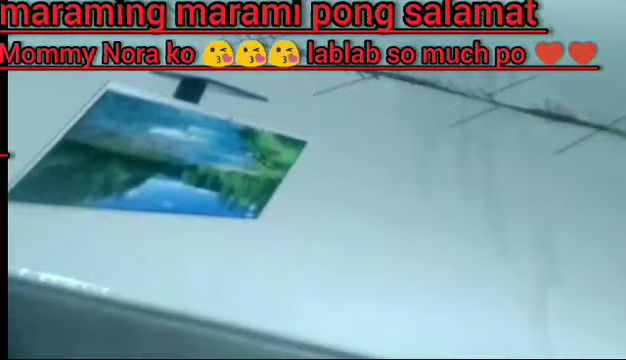 maraming marami pong salamat
Mommy Nora ko 😘😘😘 lablab so much po ❤️❤️